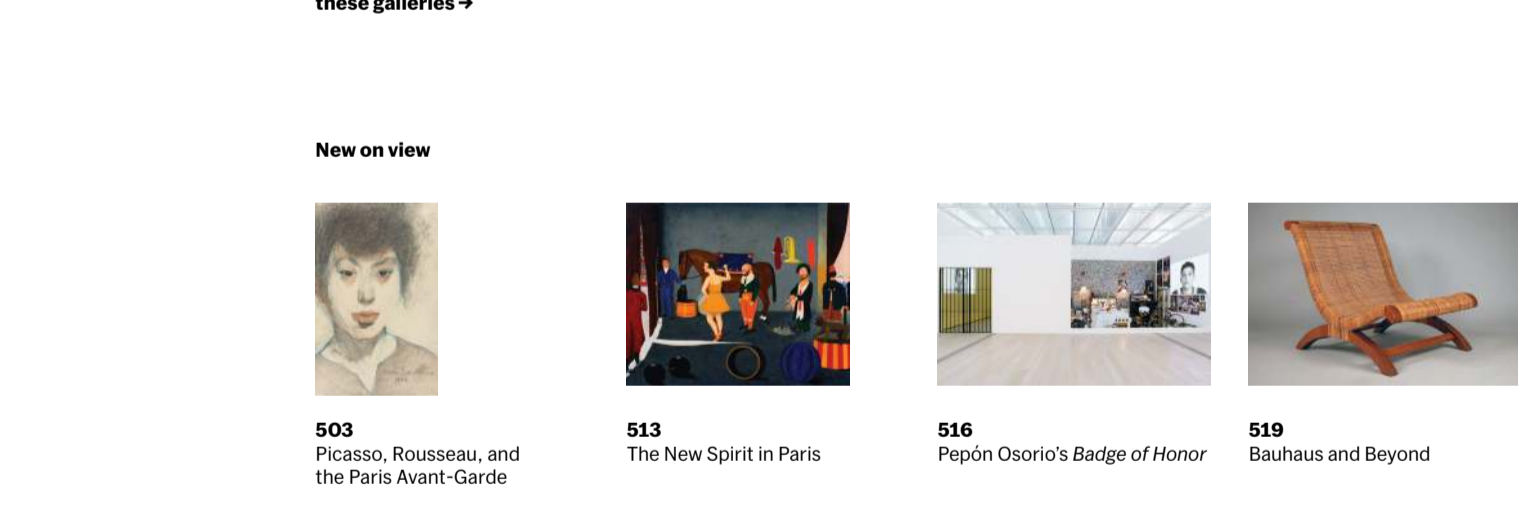 these galleries →
New on view
503
Picasso, Rousseau, and
the Paris Avant-Garde
513
The New Spirit in Paris
516
Pepón Osorio’s Badge of Honor
519
Bauhaus and Beyond